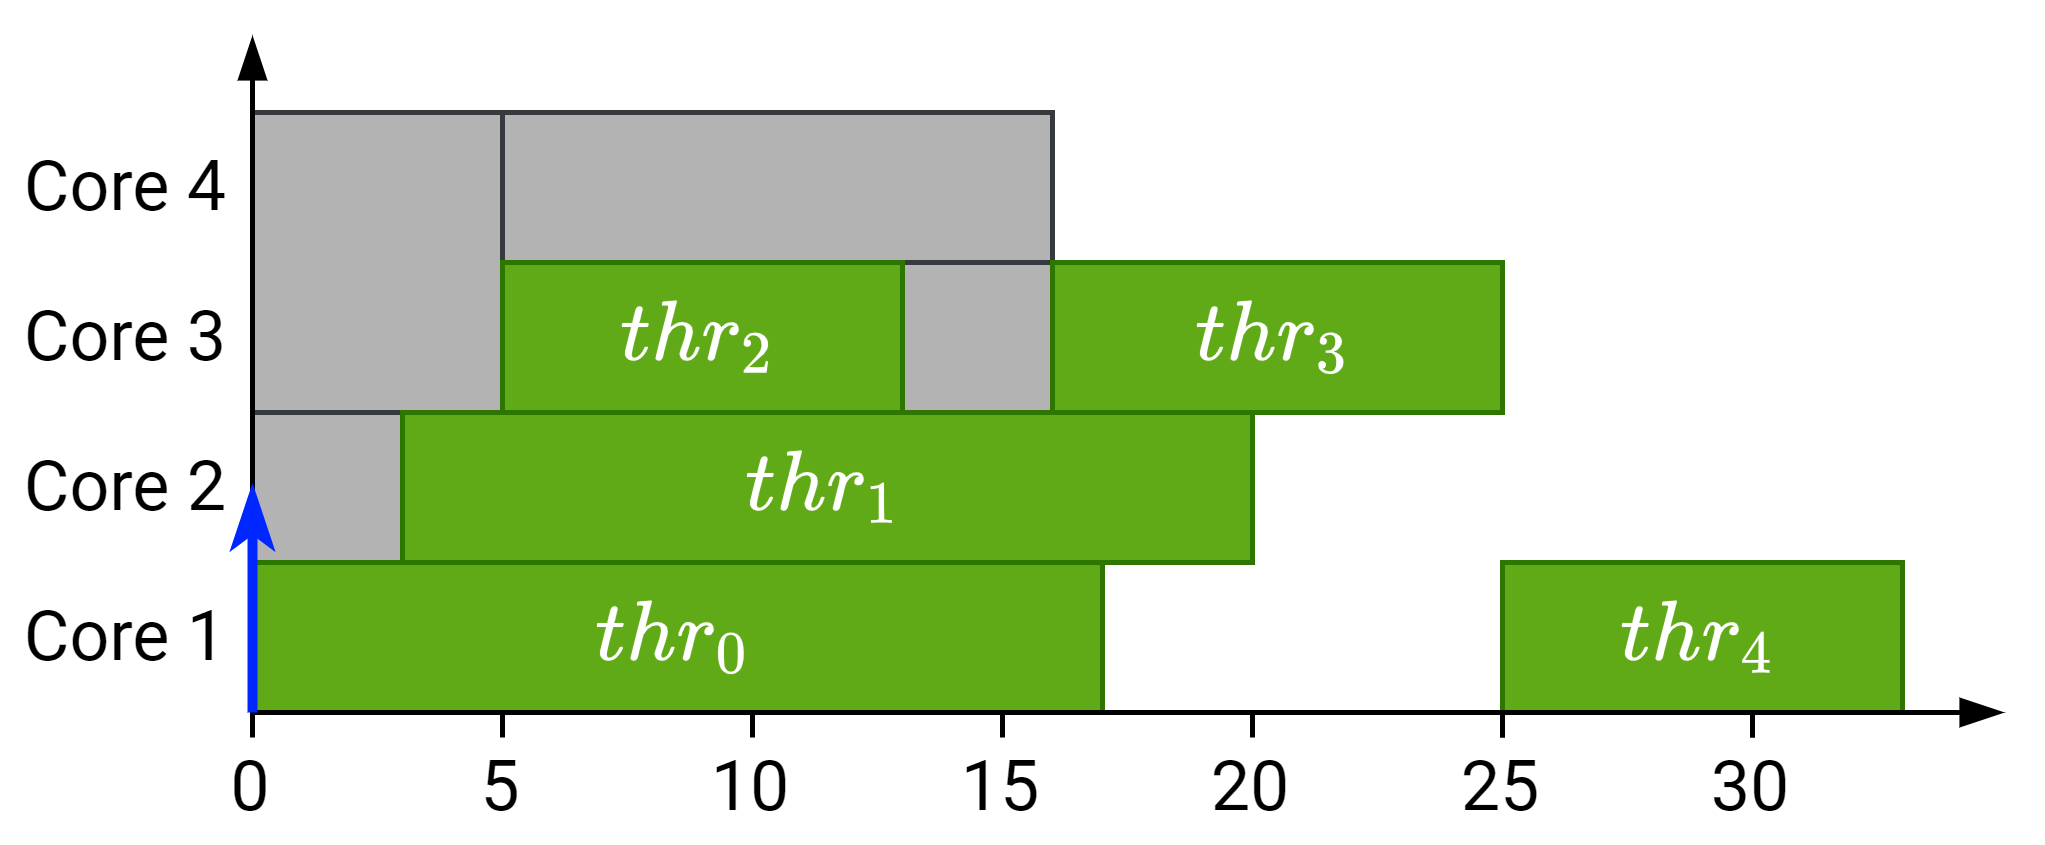 Core 4
Core 3 thr2 thr3
Core 2 thr1
Core 1 thr0 thr4
0 5 10 15 20 25 30